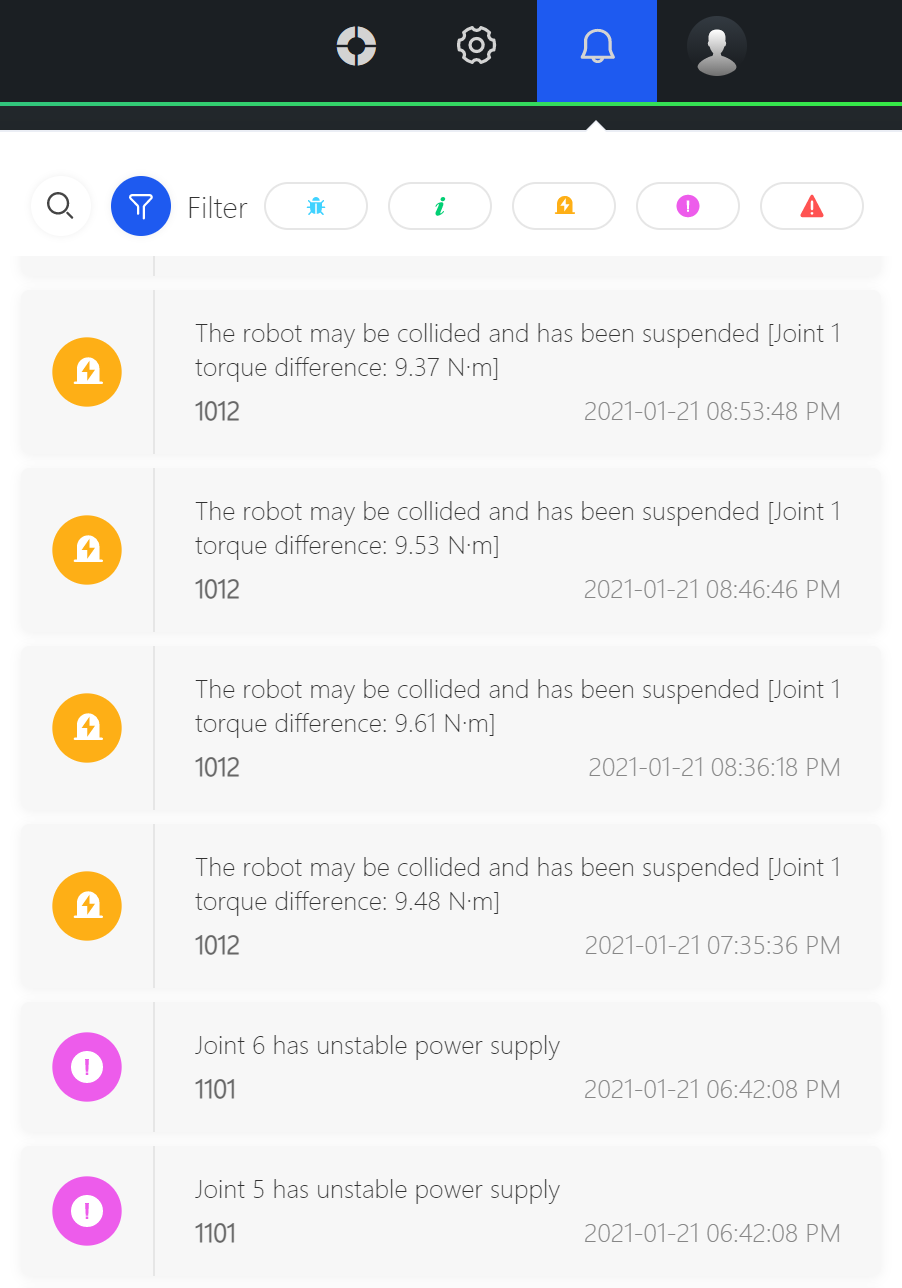 Filter
The robot may be collided and has been suspended [Joint 1
torque difference: 9.37 N·m]
1012 2021-01-21 08:53:48 PM
The robot may be collided and has been suspended [Joint 1
torque difference: 9.53 N·m]
1012 2021-01-21 08:46:46 PM
The robot may be collided and has been suspended [Joint 1
torque difference: 9.61 N·m]
1012 2021-01-21 08:36:18 PM
The robot may be collided and has been suspended [Joint 1
torque difference: 9.48 N·m]
1012 2021-01-21 07:35:36 PM
Joint 6 has unstable power supply
1101 2021-01-21 06:42:08 PM
Joint 5 has unstable power supply
1101 2021-01-21 06:42:08 PM